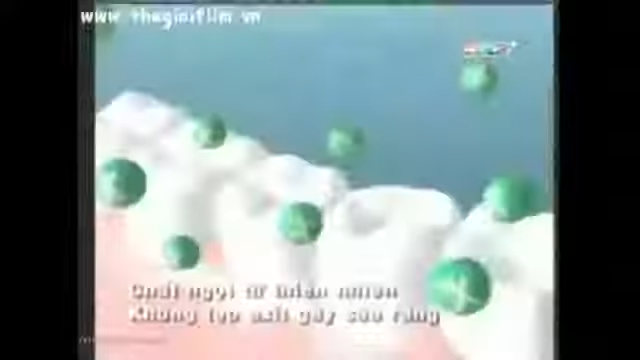 www.thegioifilm.vn
Chất ngọt từ thiên nhiên
Không tạo axit gây sâu răng